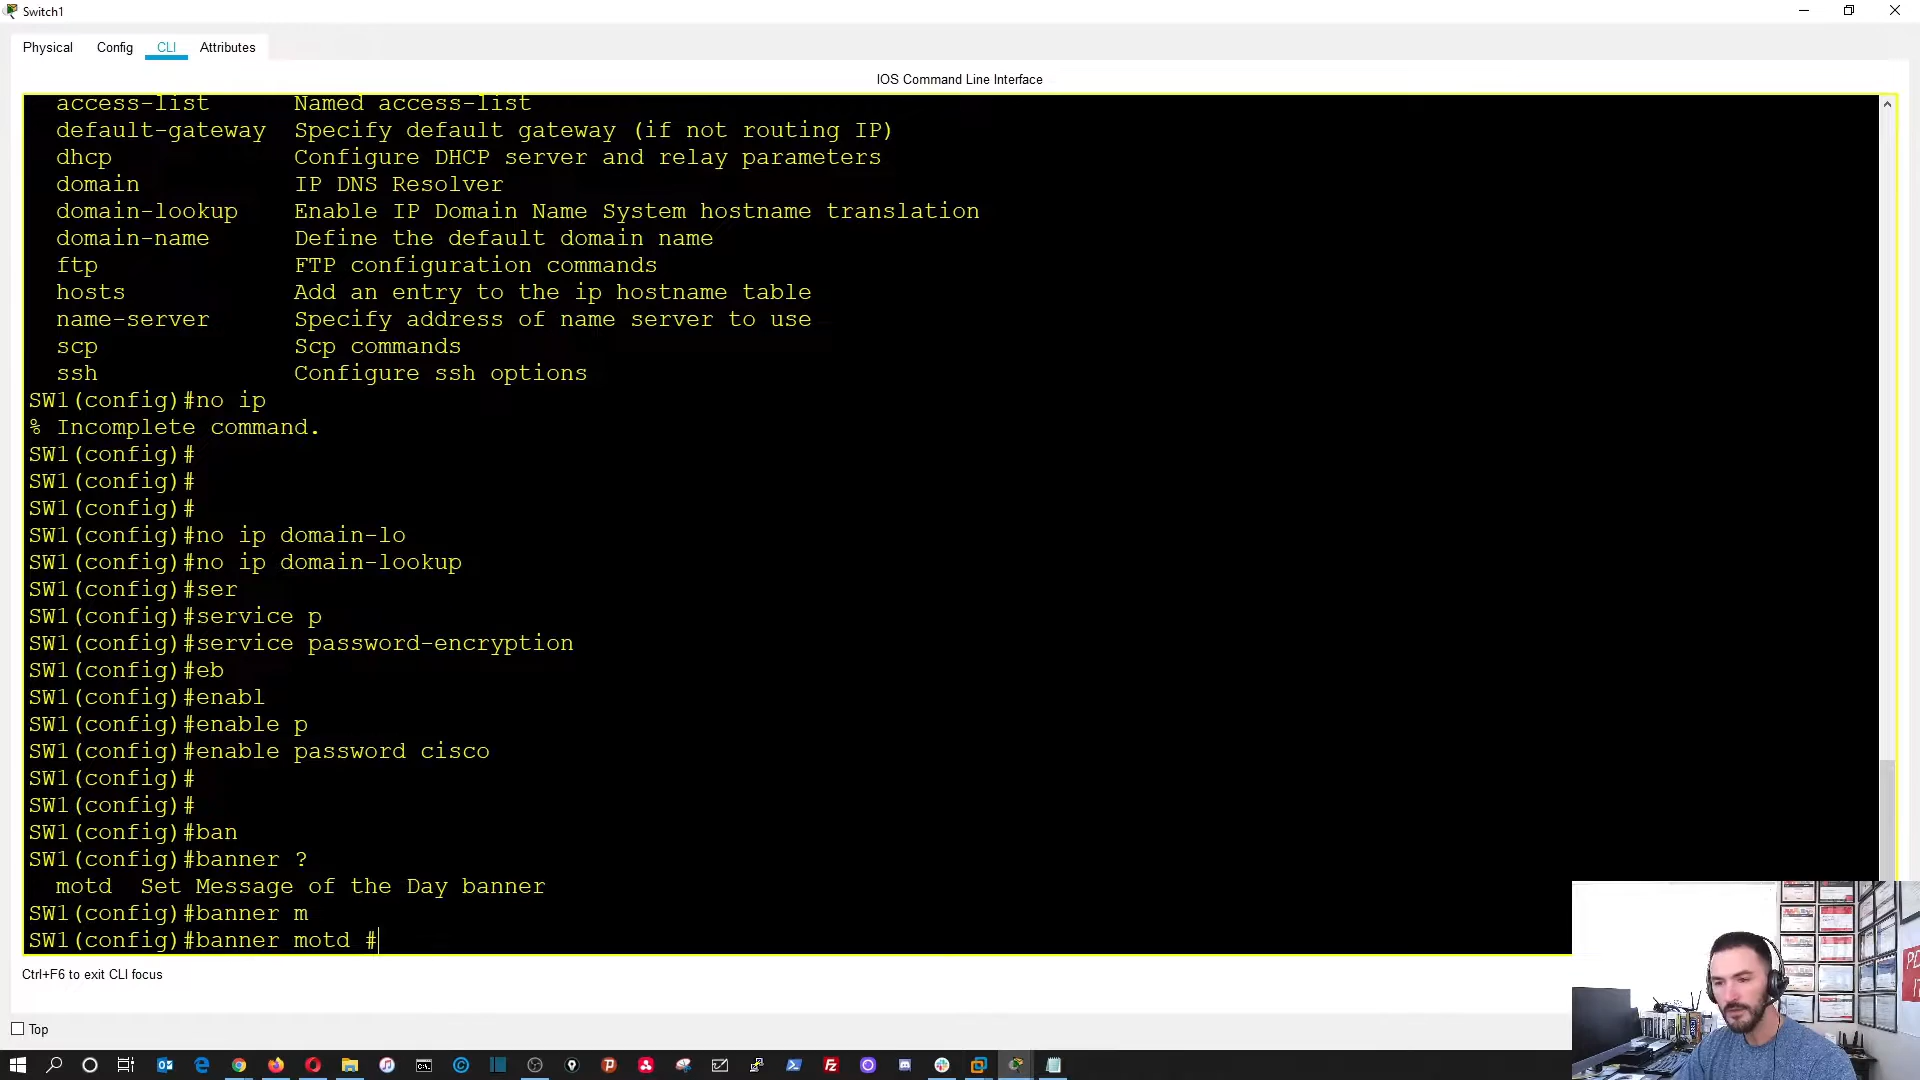 Switch1
Physical Config CLI Attributes
IOS Command Line Interface
access-list Named access-list
default-gateway Specify default gateway (if not routing IP)
dhcp Configure DHCP server and relay parameters
domain IP DNS Resolver
domain-lookup Enable IP Domain Name System hostname translation
domain-name Define the default domain name
ftp FTP configuration commands
hosts Add an entry to the ip hostname table
name-server Specify address of name server to use
scp Scp commands
ssh Configure ssh options
SW1(config)#no ip
% Incomplete command.
SW1(config)#
SW1(config)#
SW1(config)#
SW1(config)#no ip domain-lo
SW1(config)#no ip domain-lookup
SW1(config)#ser
SW1(config)#service p
SW1(config)#service password-encryption
SW1(config)#eb
SW1(config)#enabl
SW1(config)#enable p
SW1(config)#enable password cisco
SW1(config)#
SW1(config)#
SW1(config)#ban
SW1(config)#banner ?
motd Set Message of the Day banner
SW1(config)#banner m
SW1(config)#banner motd #
Ctrl+F6 to exit CLI focus
Top